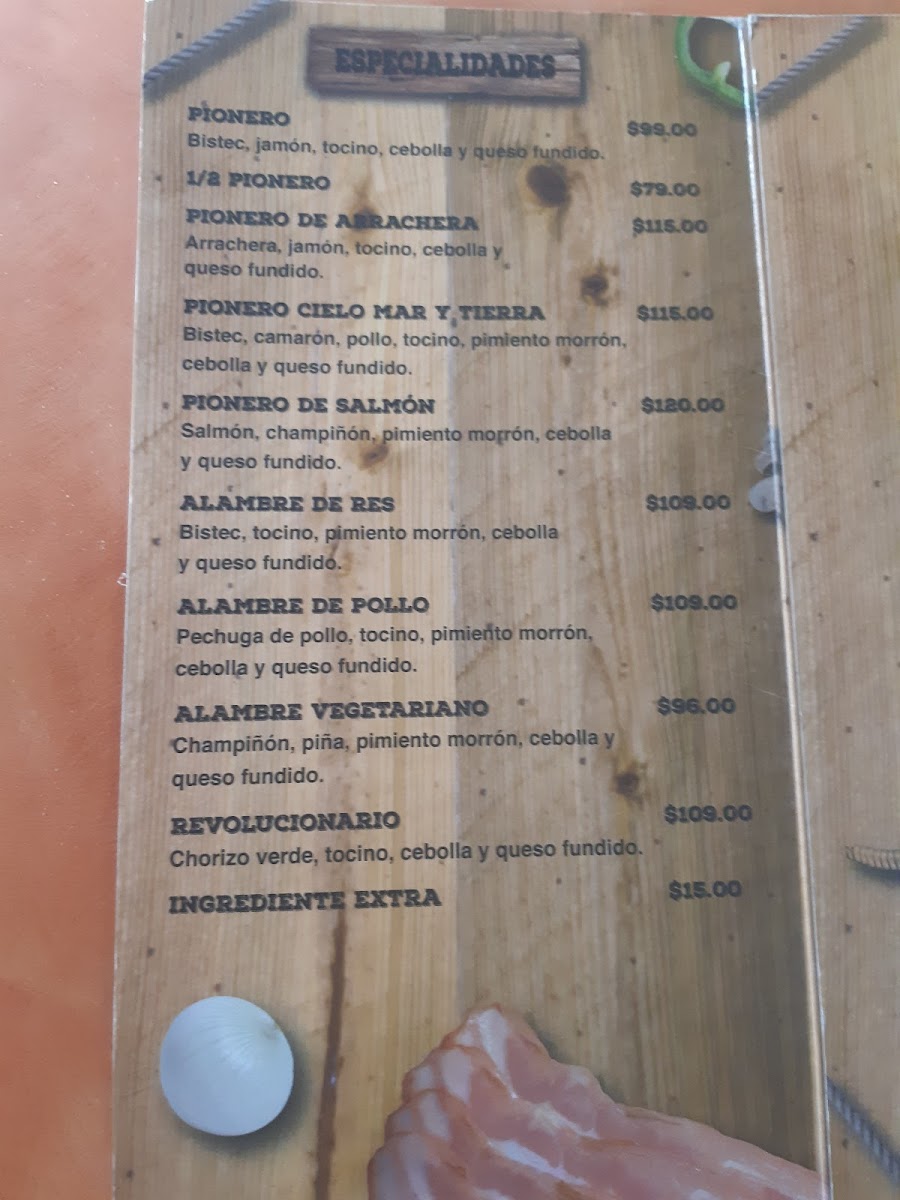 ESPECIALIDADES
PIONERO $99.00
Bistec, jamón, tocino, cebolla y queso fundido.
1/2 PIONERO $79.00
PIONERO DE ARRACHERA $115.00
Arrachera, jamón, tocino, cebolla y
queso fundido.
PIONERO CIELO MAR Y TIERRA $115.00
Bistec, camarón, pollo, tocino, pimiento morrón,
cebolla y queso fundido.
PIONERO DE SALMÓN $120.00
Salmón, champiñón, pimiento morrón, cebolla
y queso fundido.
ALAMBRE DE RES $109.00
Bistec, tocino, pimiento morrón, cebolla
y queso fundido.
ALAMBRE DE POLLO $109.00
Pechuga de pollo, tocino, pimiento morrón,
cebolla y queso fundido.
ALAMBRE VEGETARIANO $96.00
Champiñón, piña, pimiento morrón, cebolla y
queso fundido.
REVOLUCIONARIO $109.00
Chorizo verde, tocino, cebolla y queso fundido.
INGREDIENTE EXTRA $15.00